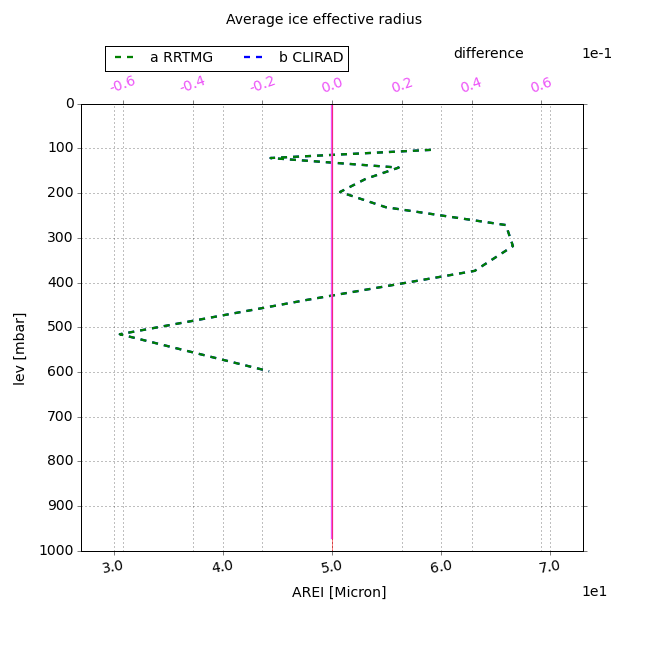 Average ice effective radius
a RRTMG b CLIRAD difference 1e-1
-0.6 -0.4 -0.2 0.0 0.2 0.4 0.6
0
100
200
300
400
500
600
700
800
900
1000
lev [mbar]
3.0 4.0 5.0 6.0 7.0
AREI [Micron] 1e1